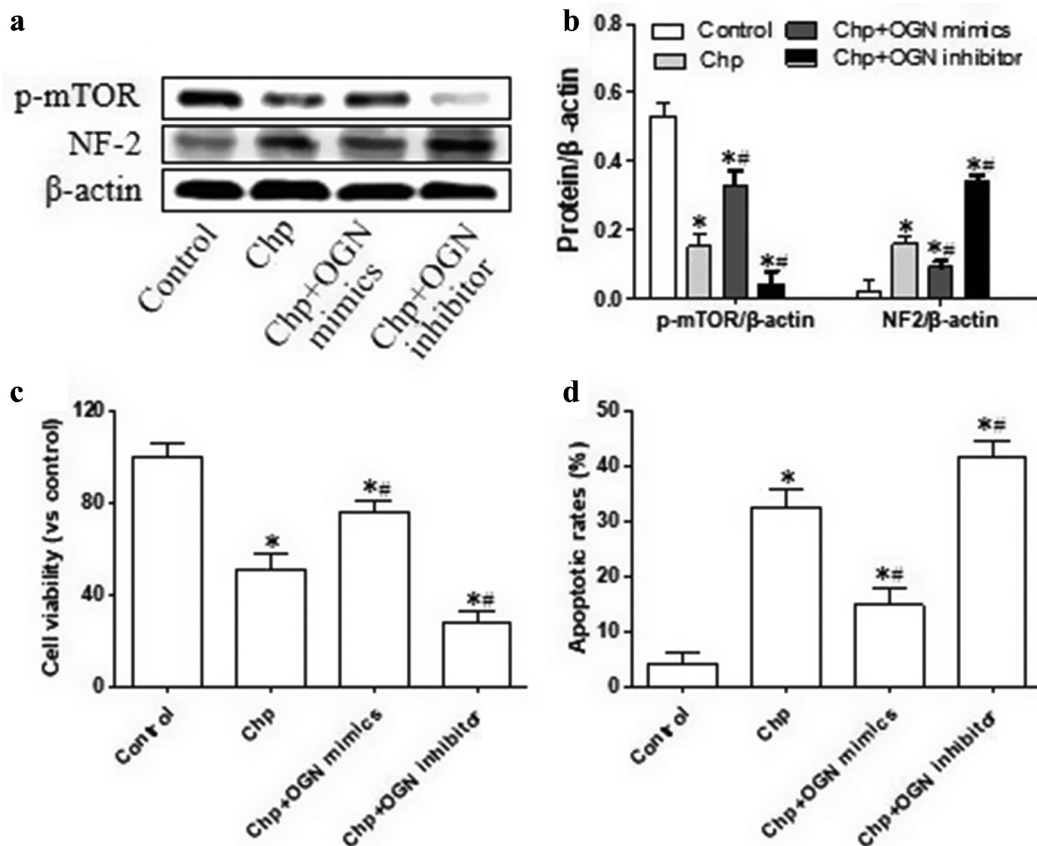 a
p-mTOR
NF-2
β-actin
Control
Chp
Chp+OGN
mimics
Chp+OGN
inhibitor
b
Protein/β -actin
0.8
0.6
0.4
0.2
0.0
Control
Chp
Chp+OGN mimics
Chp+OGN inhibitor
*
*#
*#
*
*#
*#
p-mTOR/β-actin
NF2/β-actin
c
Cell viability (vs control)
120
80
40
0
*
*#
*#
Control
Chp
Chp+OGN mimics
Chp+OGN inhibitor
d
Apoptotic rates (%)
50
40
30
20
10
0
*
*#
*#
Control
Chp
Chp+OGN mimics
Chp+OGN inhibitor